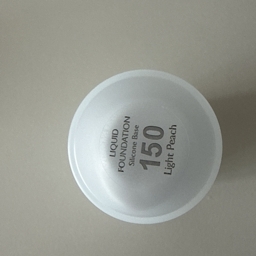 LIQUID
FOUNDATION
Silicone Base
150
Light Peach